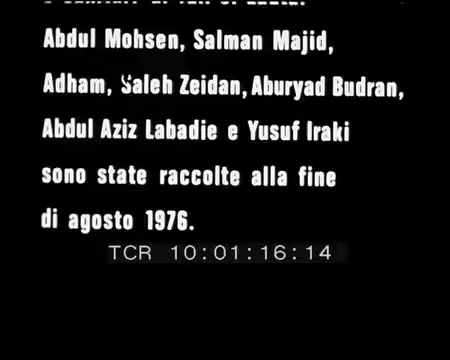 Abdul Mohsen, Salman Majid,
Adham, Saleh Zeidan, Aburyad Budran,
Abdul Aziz Labadie e Yusuf Iraki
sono state raccolte alla fine
di agosto 1976.
TCR 10:01:16:14